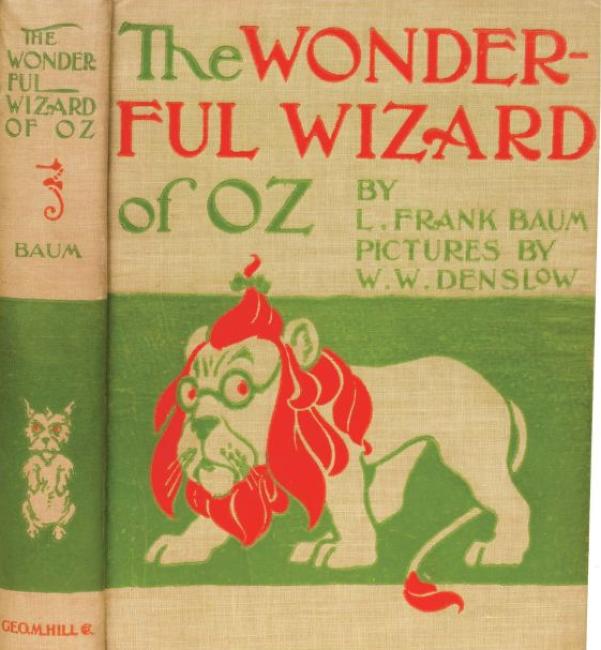 THE
WONDER
FUL
WIZARD
OF OZ
BAUM
GEO.M.HILL Co.
The WONDER-
FUL WIZARD
of OZ
BY
L. FRANK BAUM
PICTURES BY
W. W. DENSLOW